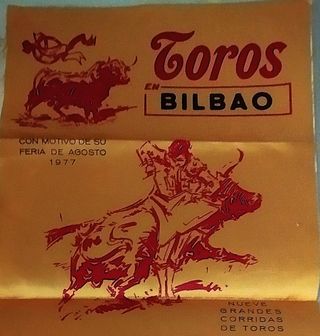 Toros
EN
BILBAO
CON MOTIVO DE SU
FERIA DE AGOSTO
1977
NUEVE
GRANDES
CORRIDAS
DE TOROS